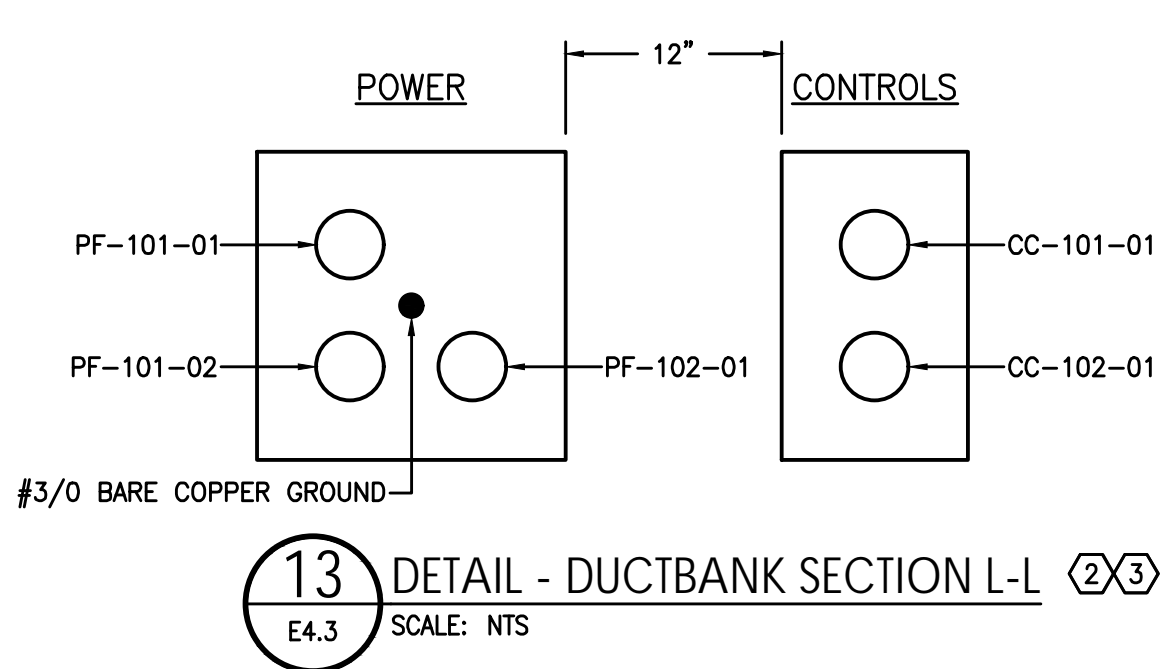 12”
POWER
CONTROLS
PF-101-01
CC-101-01
PF-101-02
PF-102-01
CC-102-01
#3/0 BARE COPPER GROUND
13
DETAIL - DUCTBANK SECTION L-L
2
3
E4.3
SCALE: NTS